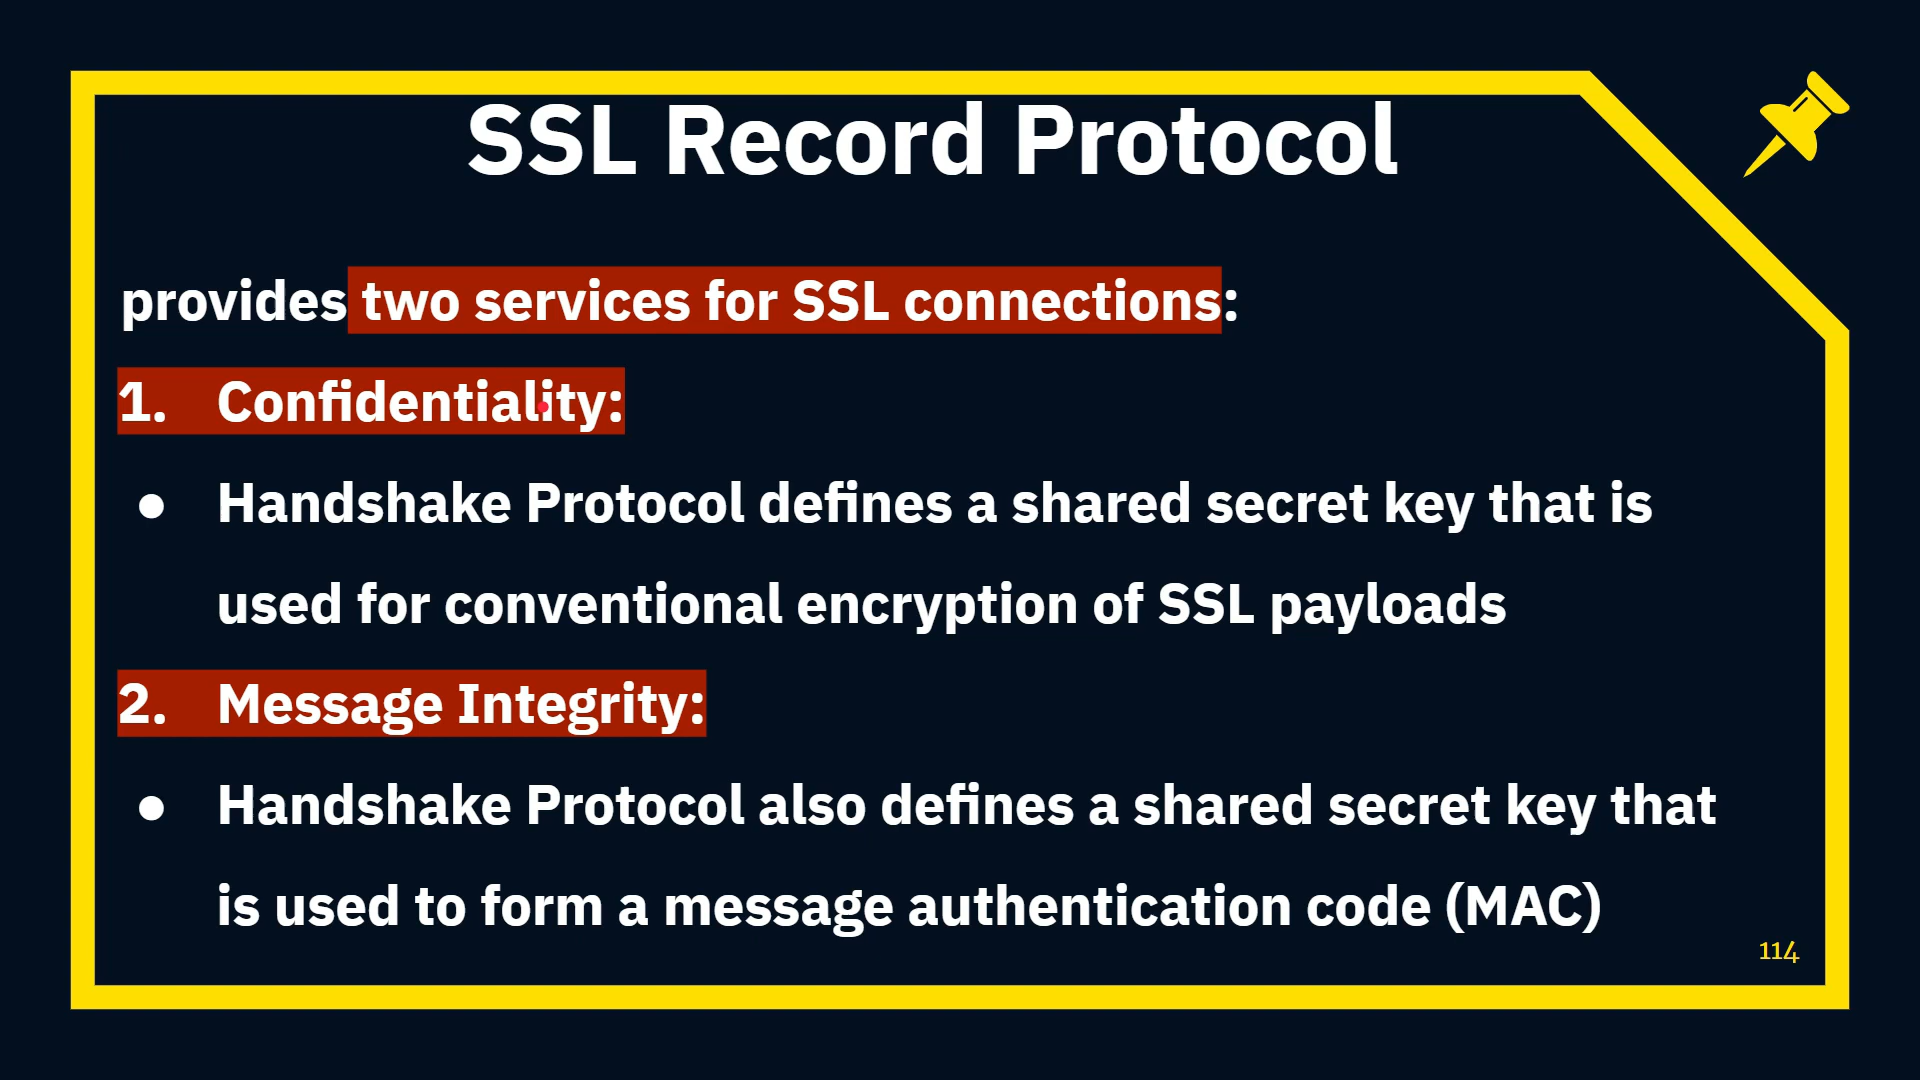 SSL Record Protocol
provides two services for SSL connections:
1. Confidentiality:
● Handshake Protocol defines a shared secret key that is
used for conventional encryption of SSL payloads
2. Message Integrity:
● Handshake Protocol also defines a shared secret key that
is used to form a message authentication code (MAC)
114